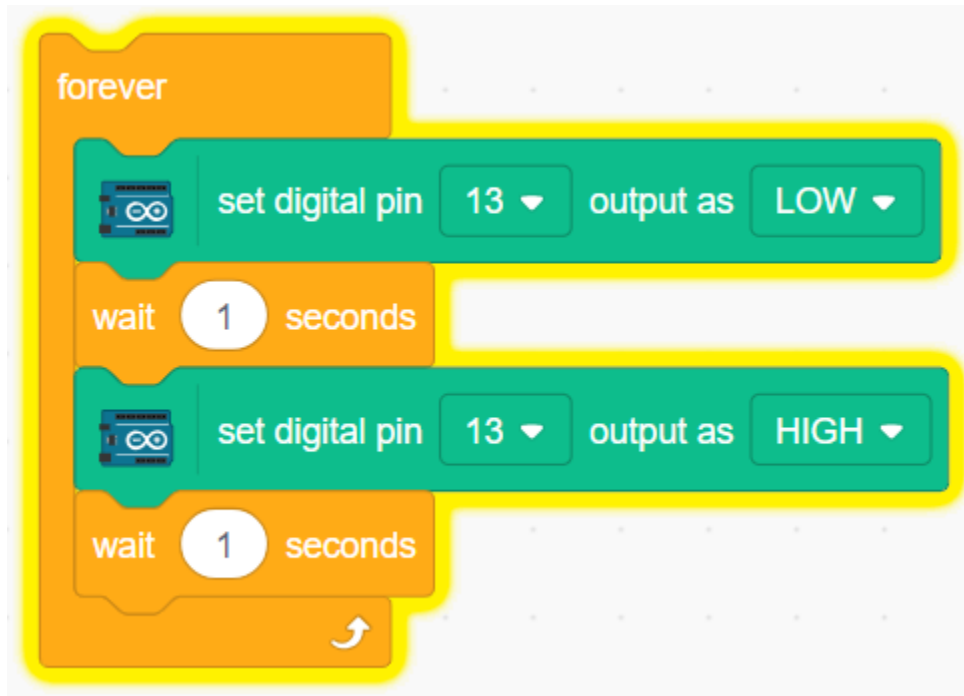 forever
set digital pin 13 output as LOW
wait 1 seconds
set digital pin 13 output as HIGH
wait 1 seconds